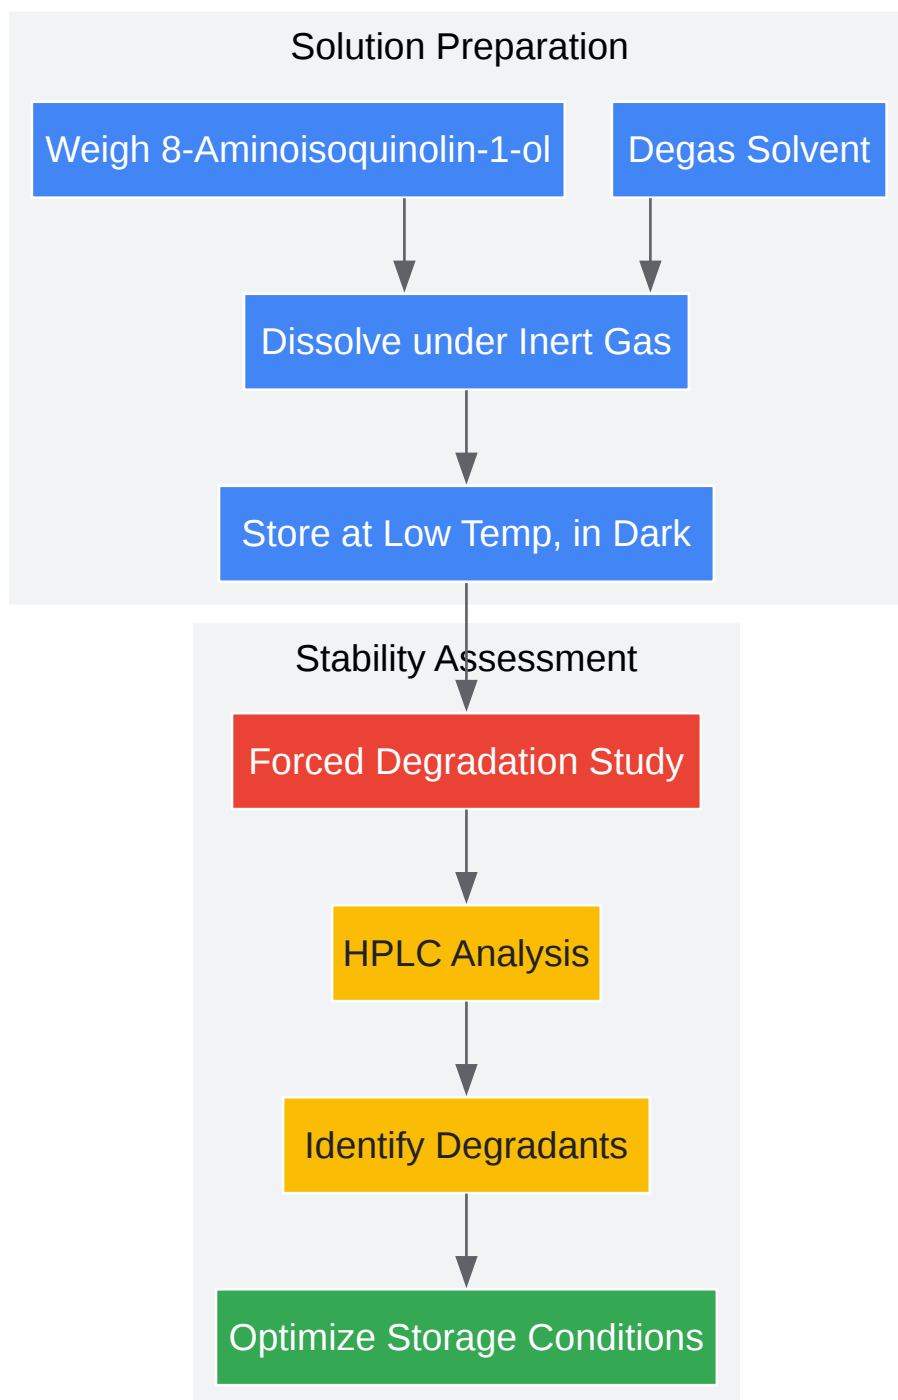 Solution Preparation
Weigh 8-Aminoisoquinolin-1-ol
Degas Solvent
Dissolve under Inert Gas
Store at Low Temp, in Dark
Stability Assessment
Forced Degradation Study
HPLC Analysis
Identify Degradants
Optimize Storage Conditions